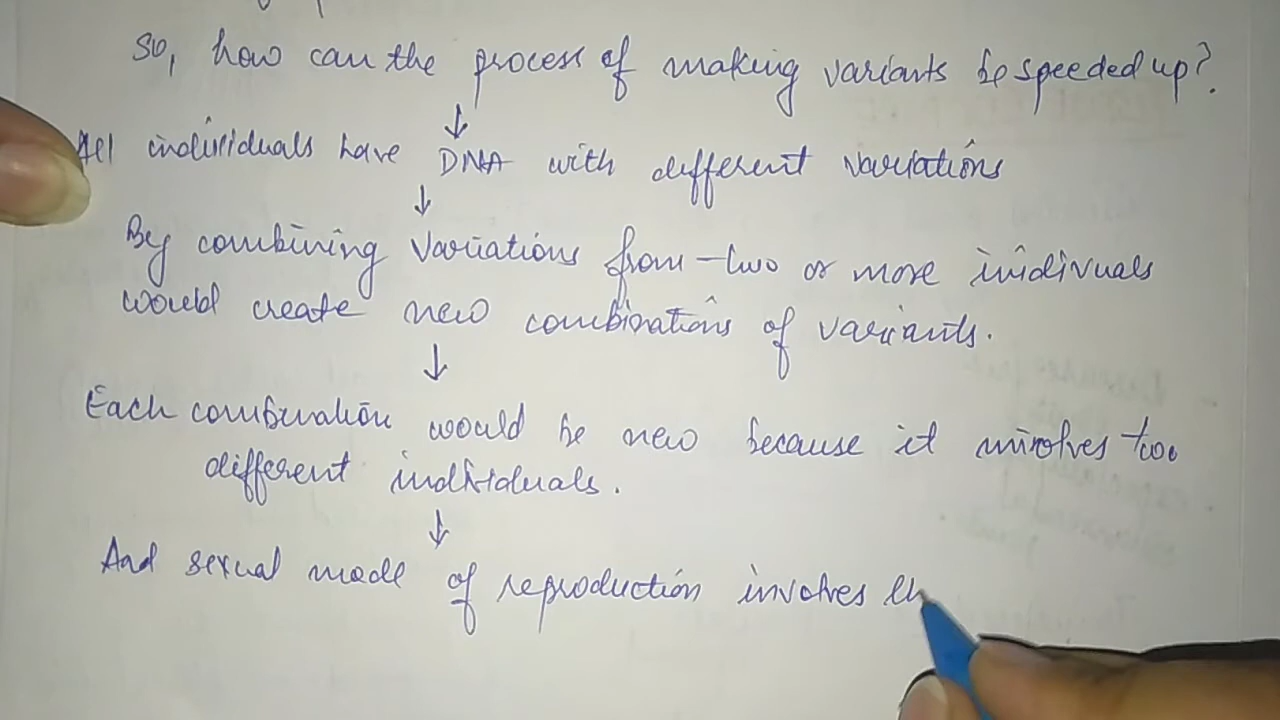 So, how can the process of making variants be speeded up?
↓
All individuals have DNA with different variations
↓
By combining variations from two or more inidivuals
would create new combinations of variants.
↓
Each combination would be new because it involves two
different individuals.
↓
And sexual mode of reproduction involves